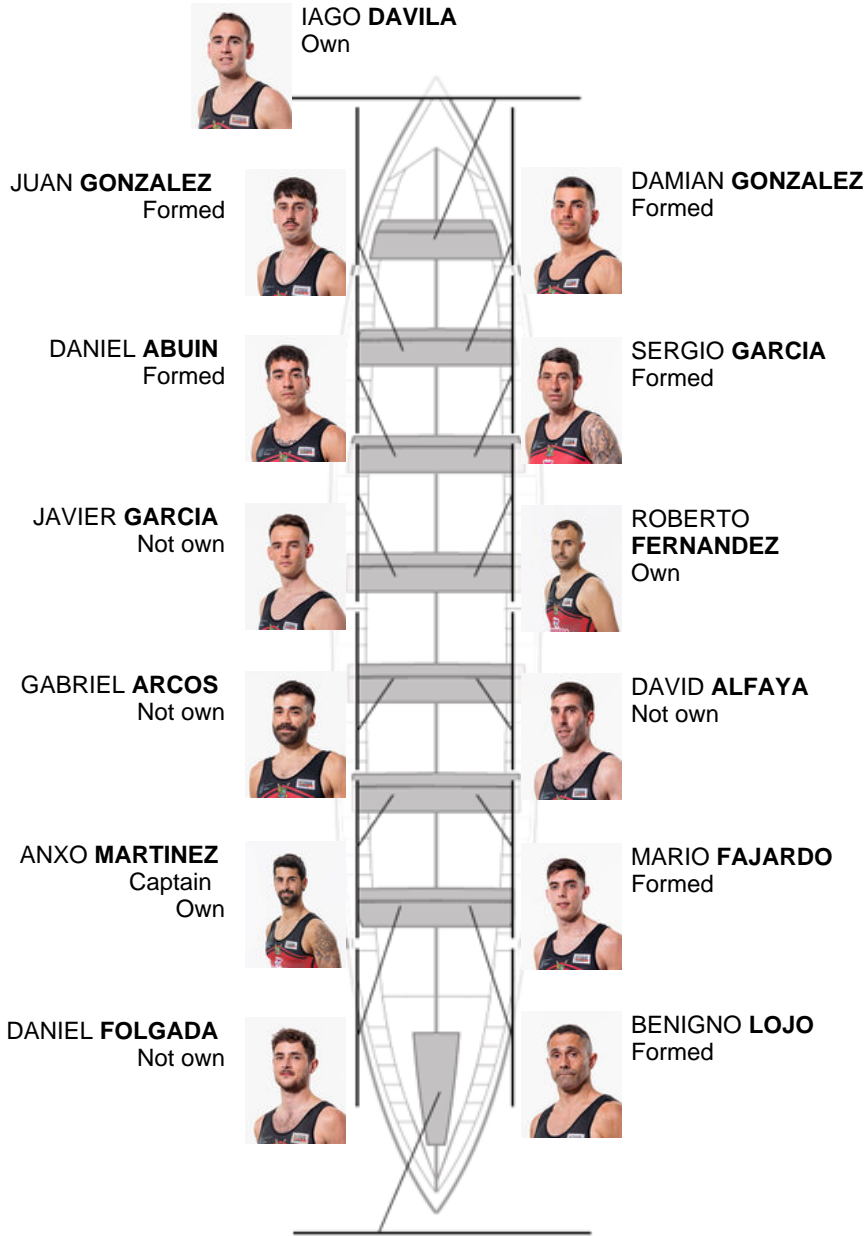 IAGO DAVILA
Own
JUAN GONZALEZ
Formed
DAMIAN GONZALEZ
Formed
DANIEL ABUIN
Formed
SERGIO GARCIA
Formed
JAVIER GARCIA
Not own
ROBERTO
FERNANDEZ
Own
GABRIEL ARCOS
Not own
DAVID ALFAYA
Not own
ANXO MARTINEZ
Captain
Own
MARIO FAJARDO
Formed
DANIEL FOLGADA
Not own
BENIGNO LOJO
Formed